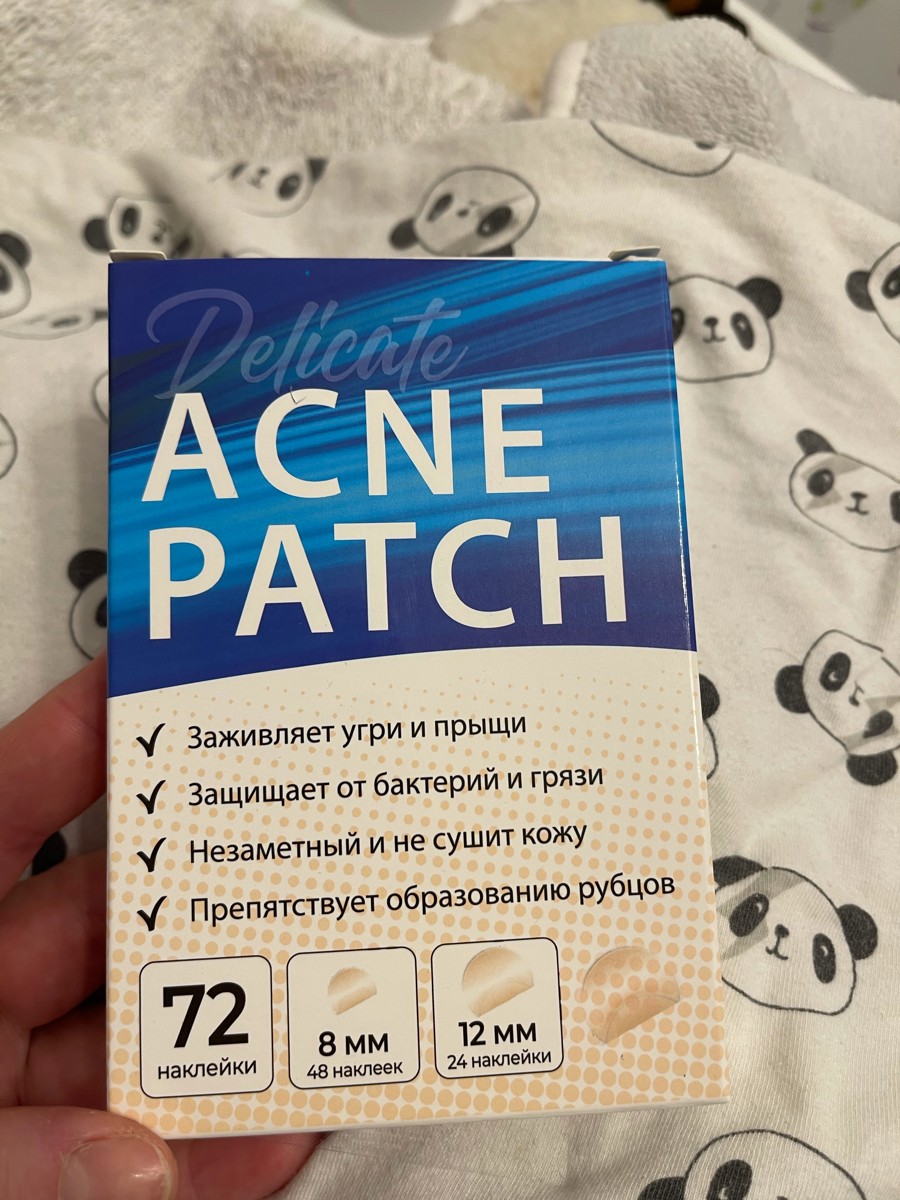 Delicate
ACNE
PATCH
Заживляет угри и прыщи
Защищает от бактерий и грязи
Незаметный и не сушит кожу
Препятствует образованию рубцов
72
наклейки
8 мм
48 наклеек
12 мм
24 наклейки